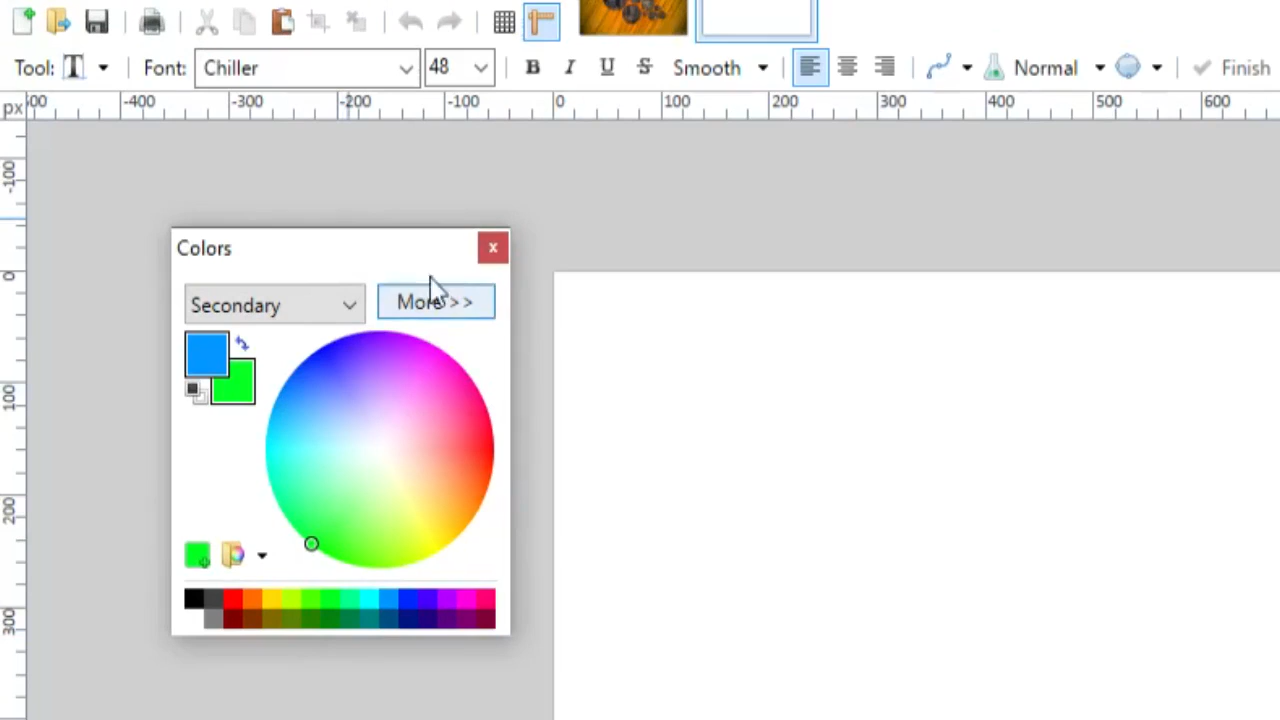 Tool: T Font: Chiller 48 B I U S Smooth Normal Finish
px -400 -300 -200 -100 0 100 200 300 400 500 600
-100
0
100
200
300
Colors x
Secondary More >>